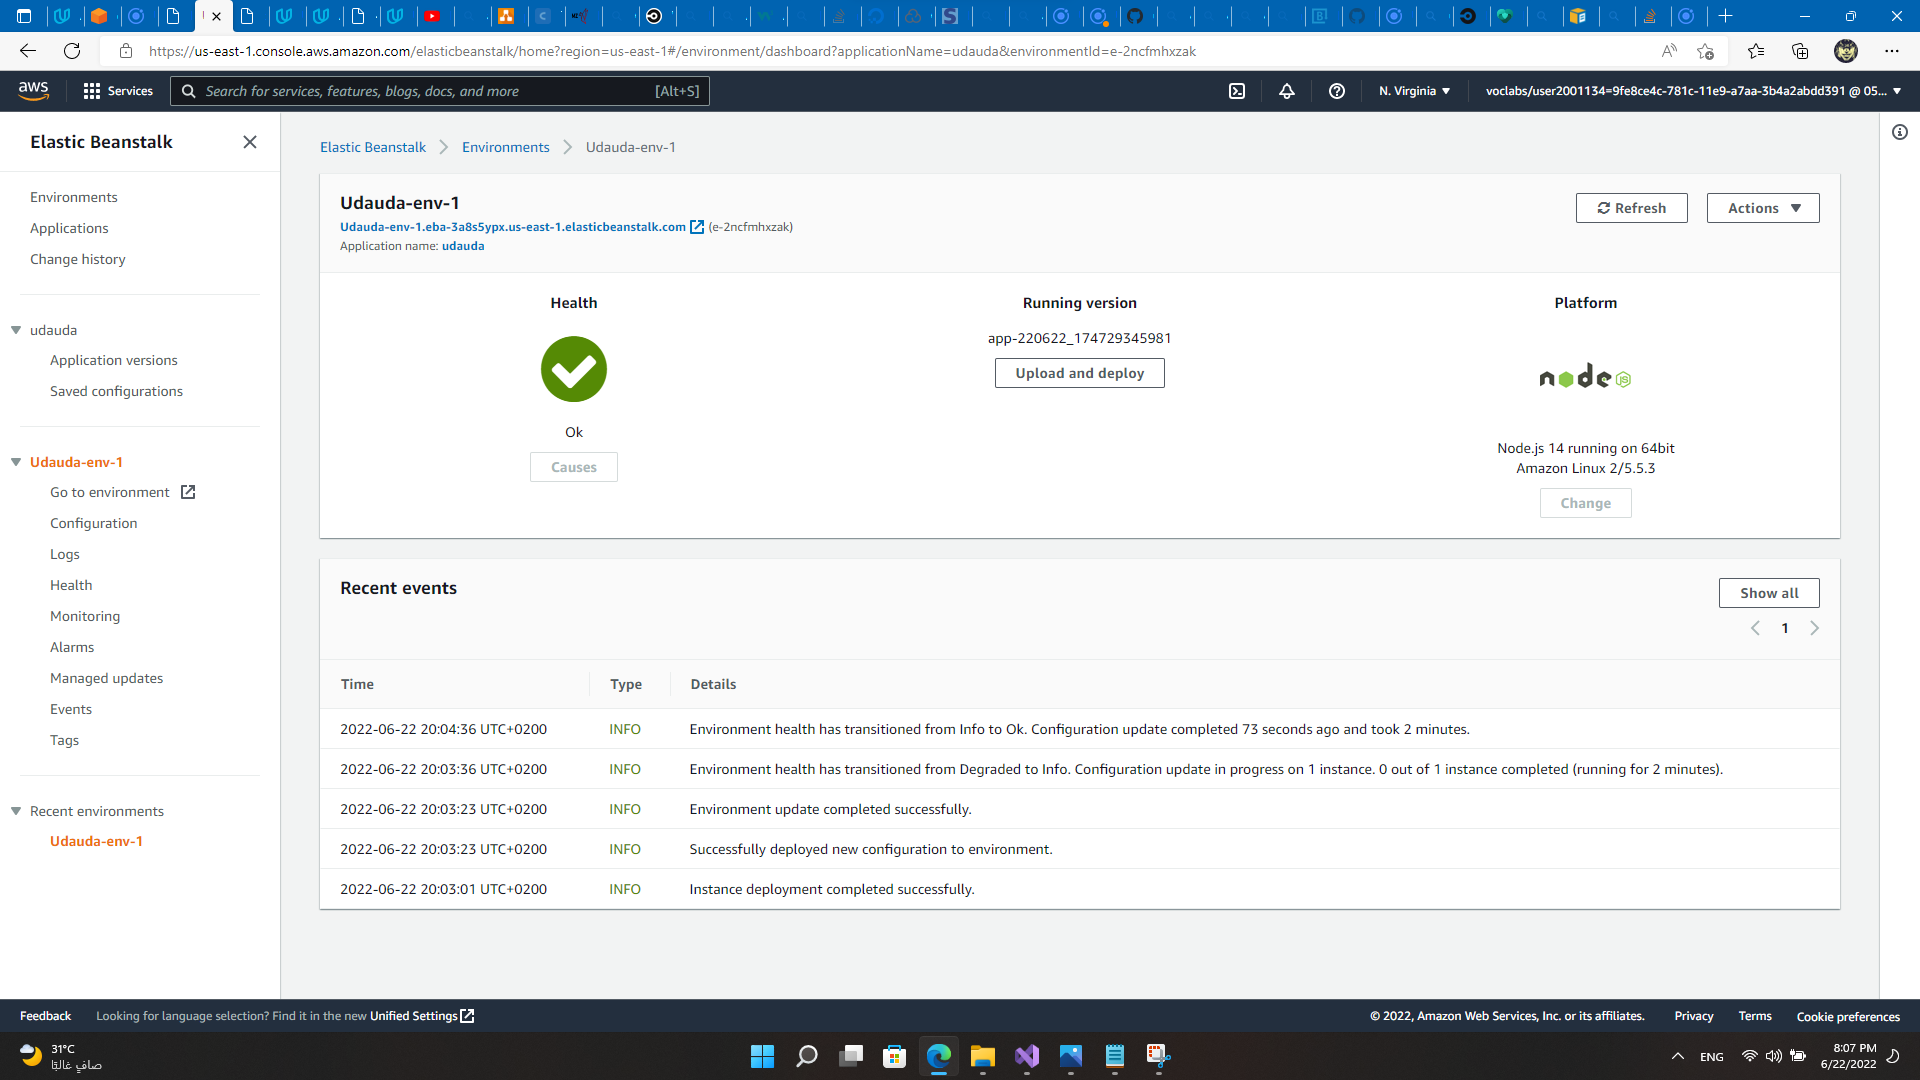 https://us-east-1.console.aws.amazon.com/elasticbeanstalk/home?region=us-east-1#/environment/dashboard?applicationName=udauda&environmentId=e-2ncfmhxzak
aws
Services
Search for services, features, blogs, docs, and more
[Alt+S]
N. Virginia
voclabs/user2001134=9fe8ce4c-781c-11e9-a7aa-3b4a2abdd391 @ 05...
Elastic Beanstalk
Environments
Applications
Change history
udauda
Application versions
Saved configurations
Udauda-env-1
Go to environment
Configuration
Logs
Health
Monitoring
Alarms
Managed updates
Events
Tags
Recent environments
Udauda-env-1
Elastic Beanstalk
Environments
Udauda-env-1
Udauda-env-1
Udauda-env-1.eba-3a8s5ypx.us-east-1.elasticbeanstalk.com (e-2ncfmhxzak)
Application name: udauda
Refresh
Actions
Health
Ok
Causes
Running version
app-220622_174729345981
Upload and deploy
Platform
node
JS
Node.js 14 running on 64bit
Amazon Linux 2/5.5.3
Change
Recent events
Show all
1
Time Type Details
2022-06-22 20:04:36 UTC+0200 INFO Environment health has transitioned from Info to Ok. Configuration update completed 73 seconds ago and took 2 minutes.
2022-06-22 20:03:36 UTC+0200 INFO Environment health has transitioned from Degraded to Info. Configuration update in progress on 1 instance. 0 out of 1 instance completed (running for 2 minutes).
2022-06-22 20:03:23 UTC+0200 INFO Environment update completed successfully.
2022-06-22 20:03:23 UTC+0200 INFO Successfully deployed new configuration to environment.
2022-06-22 20:03:01 UTC+0200 INFO Instance deployment completed successfully.
Feedback
Looking for language selection? Find it in the new Unified Settings
© 2022, Amazon Web Services, Inc. or its affiliates.
Privacy
Terms
Cookie preferences
31°C
صافٍ غالبًا
ENG
8:07 PM
6/22/2022